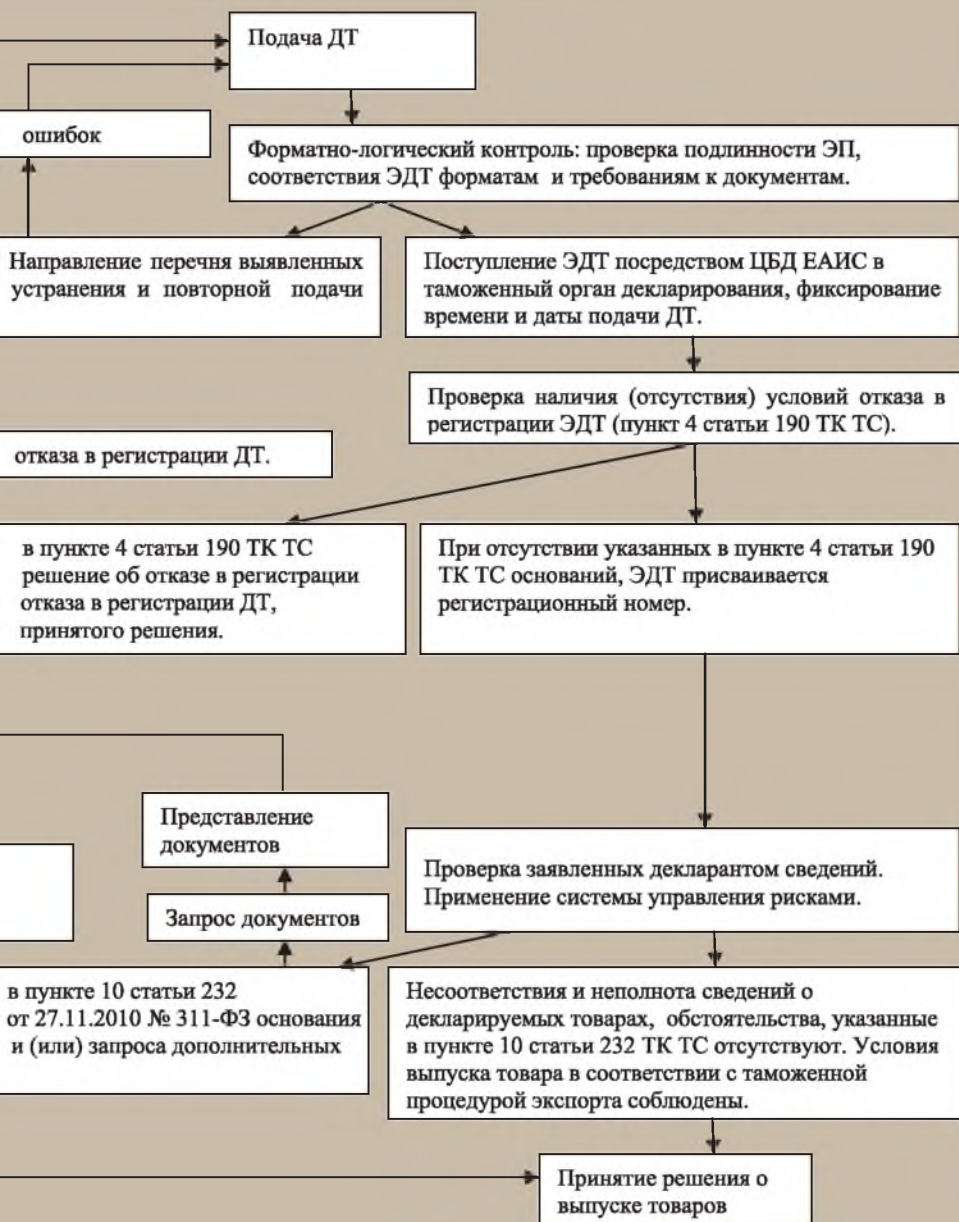 Подача ДТ
ошибок
Форматно-логический контроль: проверка подлинности ЭП,
соответствия ЭДТ форматам и требованиям к документам.
Направление перечня выявленных
устранения и повторной подачи
Поступление ЭДТ посредством ЦБД ЕАИС в
таможенный орган декларирования, фиксирование
времени и даты подачи ДТ.
Проверка наличия (отсутствия) условий отказа в
регистрации ЭДТ (пункт 4 статьи 190 ТК ТС).
отказа в регистрации ДТ.
в пункте 4 статьи 190 ТК ТС
решение об отказе в регистрации
отказа в регистрации ДТ,
принятого решения.
При отсутствии указанных в пункте 4 статьи 190
ТК ТС оснований, ЭДТ присваивается
регистрационный номер.
Представление
документов
Запрос документов
Проверка заявленных декларантом сведений.
Применение системы управления рисками.
в пункте 10 статьи 232
от 27.11.2010 № 311-ФЗ основания
и (или) запроса дополнительных
Несоответствия и неполнота сведений о
декларируемых товарах, обстоятельства, указанные
в пункте 10 статьи 232 ТК ТС отсутствуют. Условия
выпуска товара в соответствии с таможенной
процедурой экспорта соблюдены.
Принятие решения о
выпуске товаров